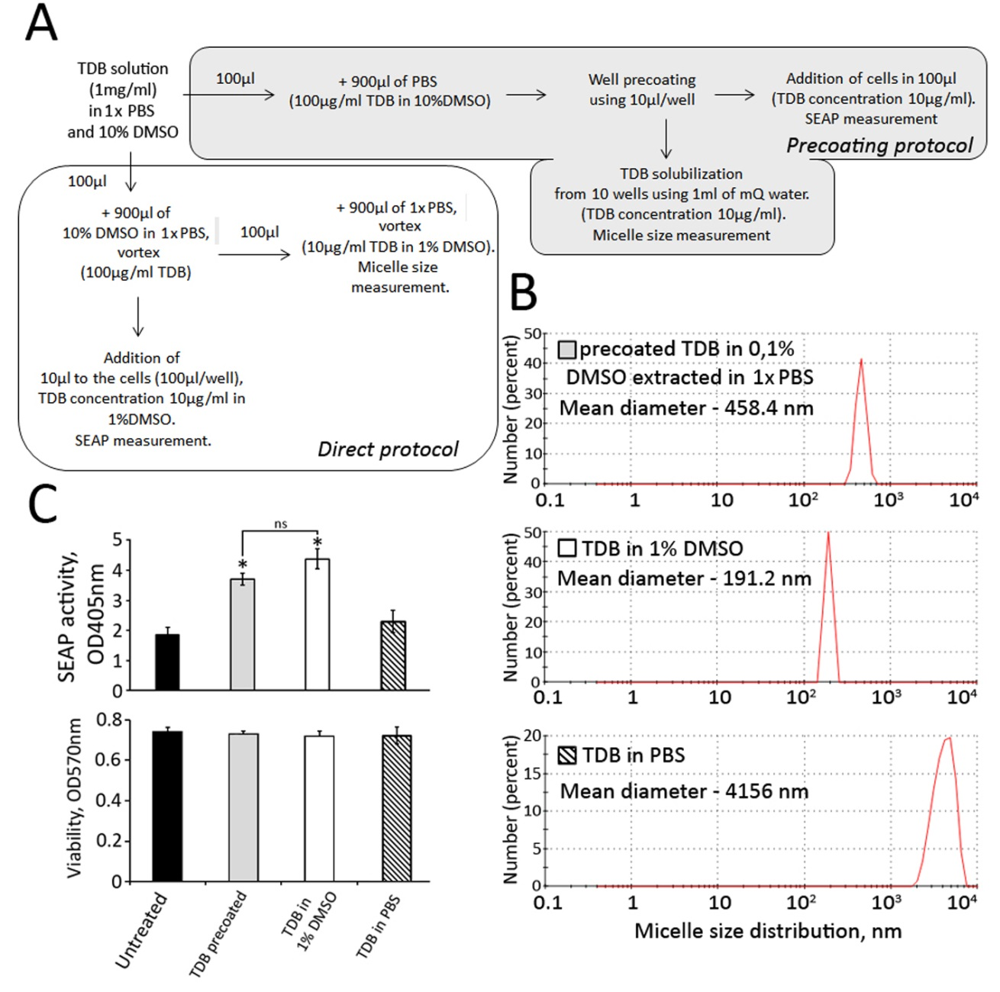 A
TDB solution
(1mg/ml)
in 1x PBS
and 10% DMSO
100µl
+ 900µl of PBS
(100µg/ml TDB in 10%DMSO)
Well precoating
using 10µl/well
Addition of cells in 100µl
(TDB concentration 10µg/ml).
SEAP measurement
Precoating protocol
TDB solubilization
from 10 wells using 1ml of mQ water.
(TDB concentration 10µg/ml).
Micelle size measurement
100µl
+ 900µl of
10% DMSO in 1x PBS,
vortex
(100µg/ml TDB)
100µl
+ 900µl of 1x PBS,
vortex
(10µg/ml TDB in 1% DMSO).
Micelle size
measurement.
Addition of
10µl to the cells (100µl/well),
TDB concentration 10µg/ml in
1%DMSO.
SEAP measurement.
Direct protocol
B
Number (percent)
50
40
30
20
10
0
precoated TDB in 0,1%
DMSO extracted in 1x PBS
Mean diameter - 458.4 nm
0.1 1 10 10² 10³ 10⁴
Number (percent)
50
40
30
20
10
0
TDB in 1% DMSO
Mean diameter - 191.2 nm
0.1 1 10 10² 10³ 10⁴
Number (percent)
20
15
10
5
0
TDB in PBS
Mean diameter - 4156 nm
0.1 1 10 10² 10³ 10⁴
Micelle size distribution, nm
C
SEAP activity,
OD405nm
5
4
3
2
1
0
ns
*
*
Viability, OD570nm
0.8
0.6
0.4
0.2
0
Untreated
TDB precoated
TDB in
1% DMSO
TDB in PBS